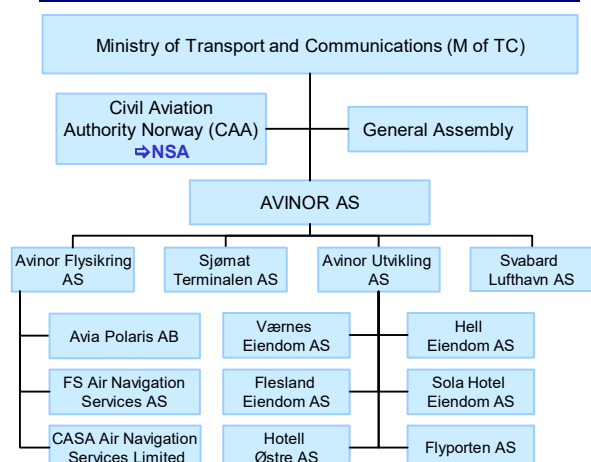 Ministry of Transport and Communications (M of TC)
Civil Aviation
Authority Norway (CAA)
⇨NSA
General Assembly
AVINOR AS
Avinor Flysikring
AS
Sjømat
Terminalen AS
Avinor Utvikling
AS
Svabard
Lufthavn AS
Avia Polaris AB
Værnes
Eiendom AS
Hell
Eiendom AS
FS Air Navigation
Services AS
Flesland
Eiendom AS
Sola Hotel
Eiendom AS
CASA Air Navigation
Services Limited
Hotell
Østre AS
Flyporten AS